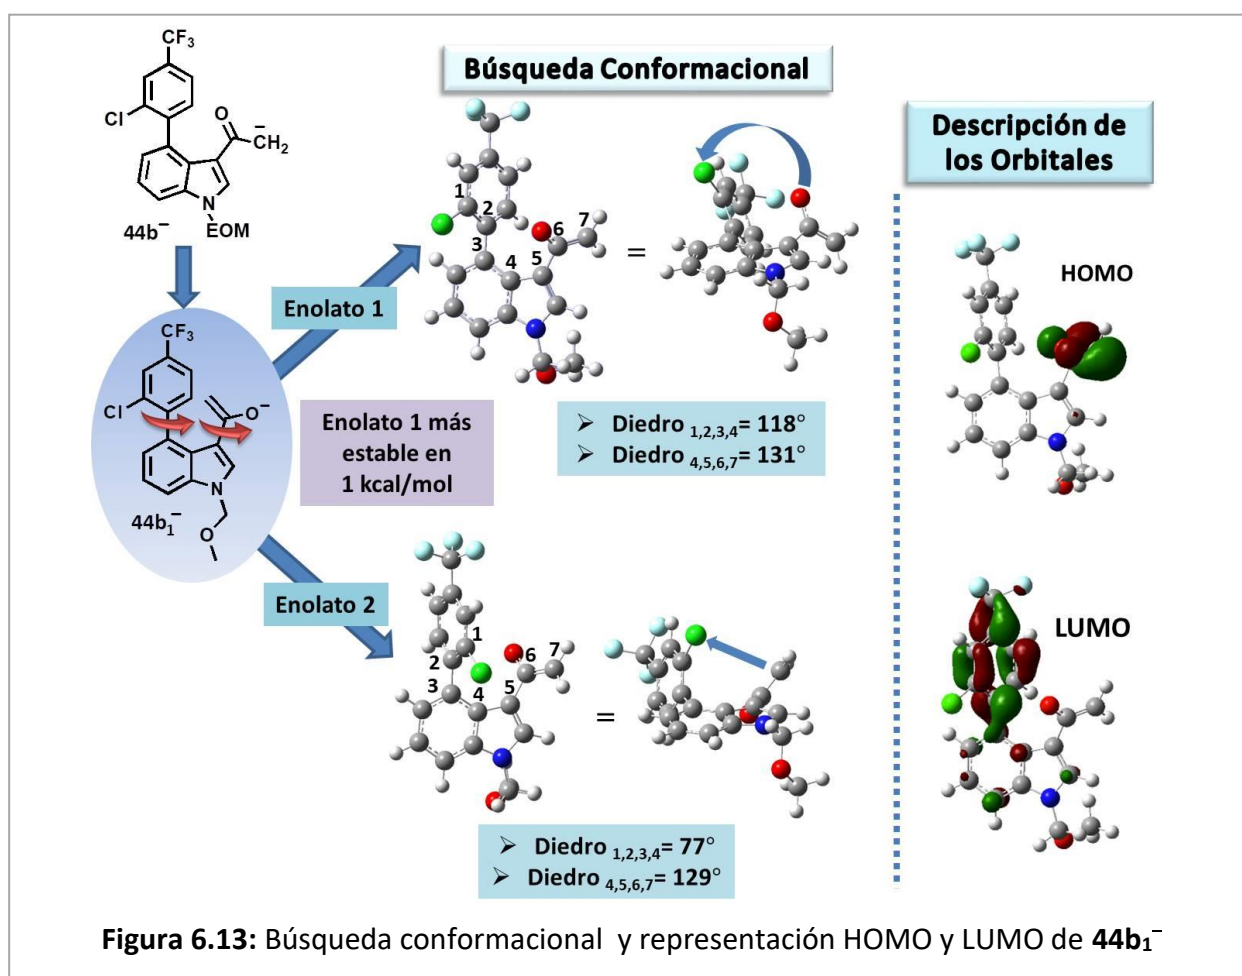 Búsqueda Conformacional
Descripción de
los Orbitales
CF₃
Cl
O
−
CH₂
N
EOM
44b⁻
Enolato 1
1
2
3
4
5
6
7
=
HOMO
CF₃
Cl
O⁻
N
O
44b₁⁻
Enolato 1 más
estable en
1 kcal/mol
➢ Diedro ₁,₂,₃,₄= 118°
➢ Diedro ₄,₅,₆,₇= 131°
Enolato 2
1
2
3
4
5
6
7
=
LUMO
➢ Diedro ₁,₂,₃,₄= 77°
➢ Diedro ₄,₅,₆,₇= 129°
Figura 6.13: Búsqueda conformacional y representación HOMO y LUMO de 44b₁⁻